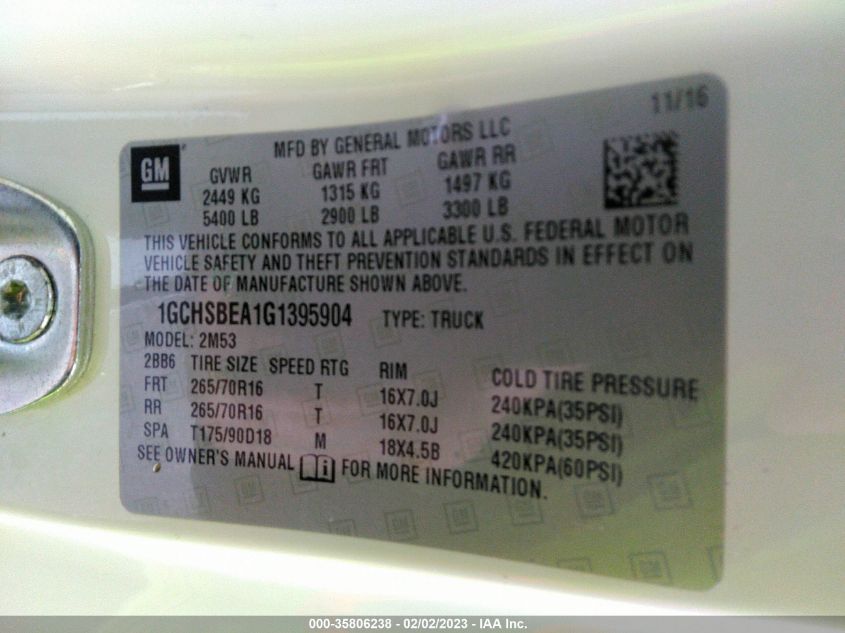 11/16
MFD BY GENERAL MOTORS LLC
GM
GVWR GAWR FRT GAWR RR
2449 KG 1315 KG 1497 KG
5400 LB 2900 LB 3300 LB
THIS VEHICLE CONFORMS TO ALL APPLICABLE U.S. FEDERAL MOTOR
VEHICLE SAFETY AND THEFT PREVENTION STANDARDS IN EFFECT ON
THE DATE OF MANUFACTURE SHOWN ABOVE.
1GCHSBEA1G1395904 TYPE: TRUCK
MODEL: 2M53
2BB6 TIRE SIZE SPEED RTG RIM COLD TIRE PRESSURE
FRT 265/70R16 T 16X7.0J 240KPA(35PSI)
RR 265/70R16 T 16X7.0J 240KPA(35PSI)
SPA T175/90D18 M 18X4.5B 420KPA(60PSI)
SEE OWNER'S MANUAL FOR MORE INFORMATION.
000-35806238 - 02/02/2023 - IAA Inc.